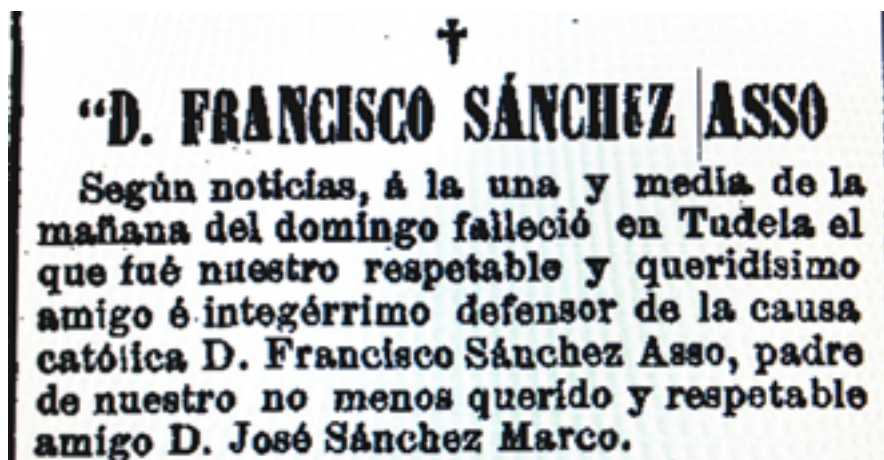 †
“D. FRANCISCO SÁNCHEZ ASSO
Según noticias, á la una y media de la
mañana del domingo falleció en Tudela el
que fué nuestro respetable y queridísimo
amigo é integérrimo defensor de la causa
católica D. Francisco Sánchez Asso, padre
de nuestro no menos querido y respetable
amigo D. José Sánchez Marco.